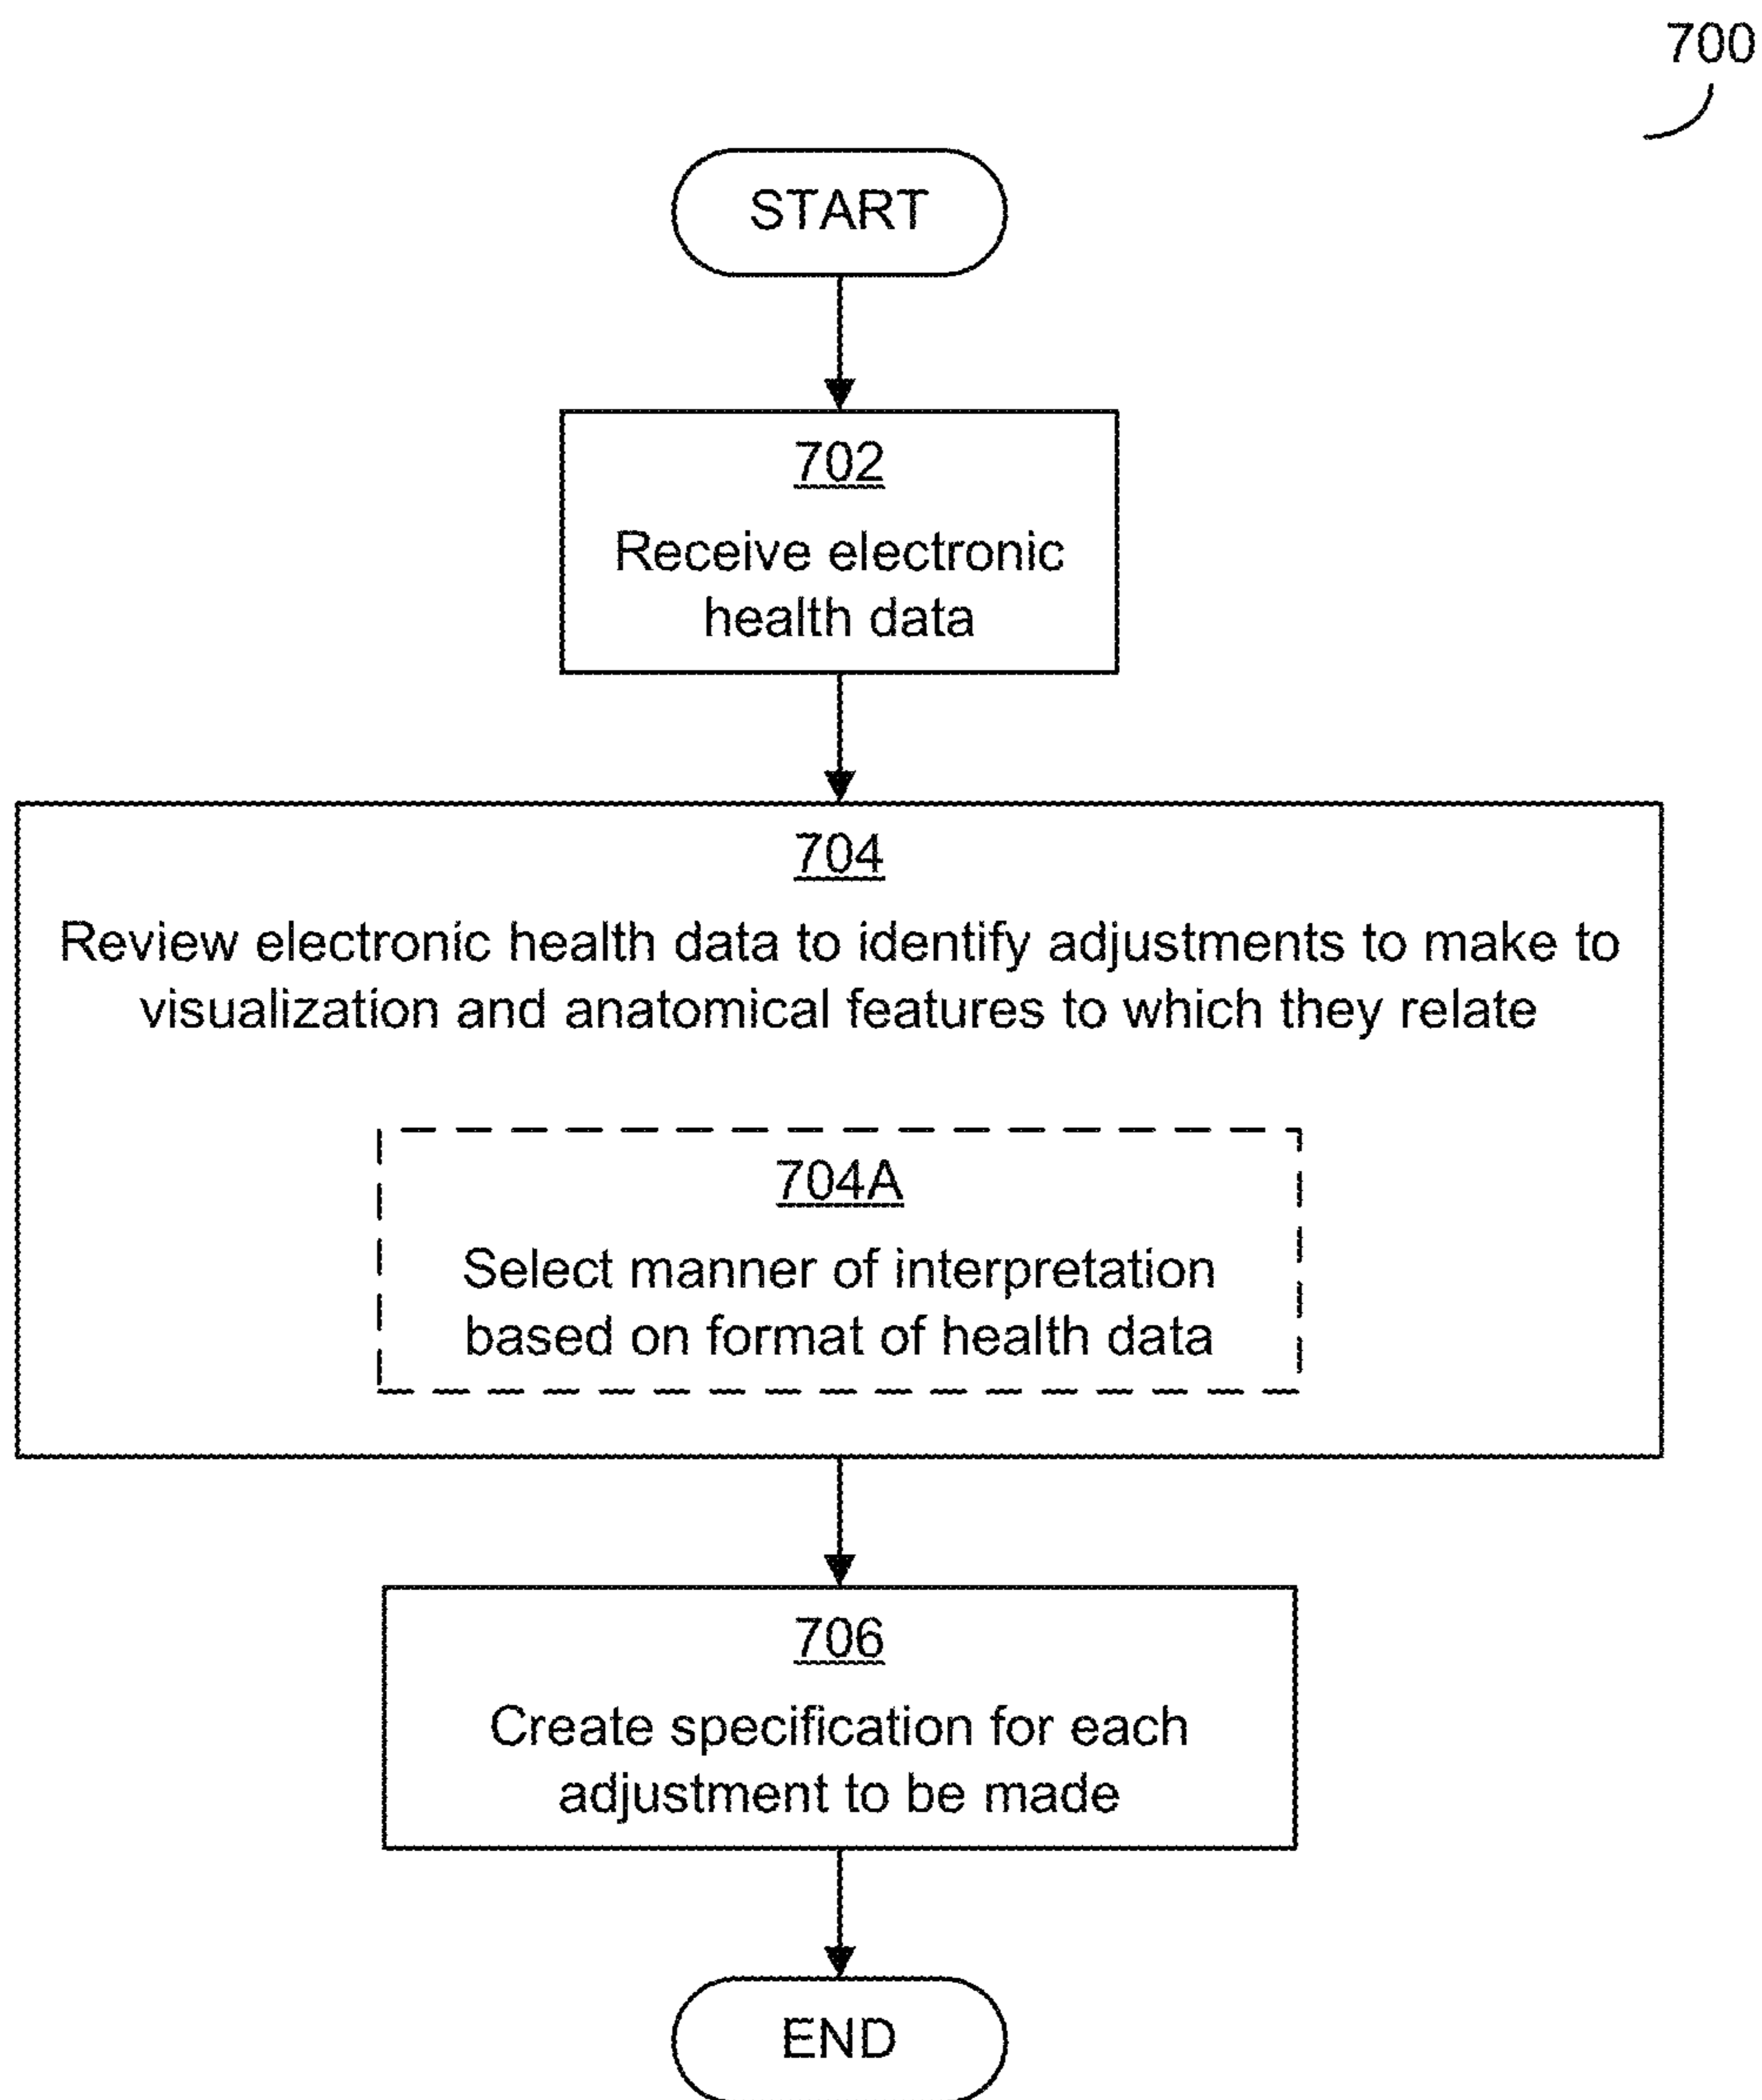 700
START
702
Receive electronic
health data
704
Review electronic health data to identify adjustments to make to
visualization and anatomical features to which they relate
704A
Select manner of interpretation
based on format of health data
706
Create specification for each
adjustment to be made
END